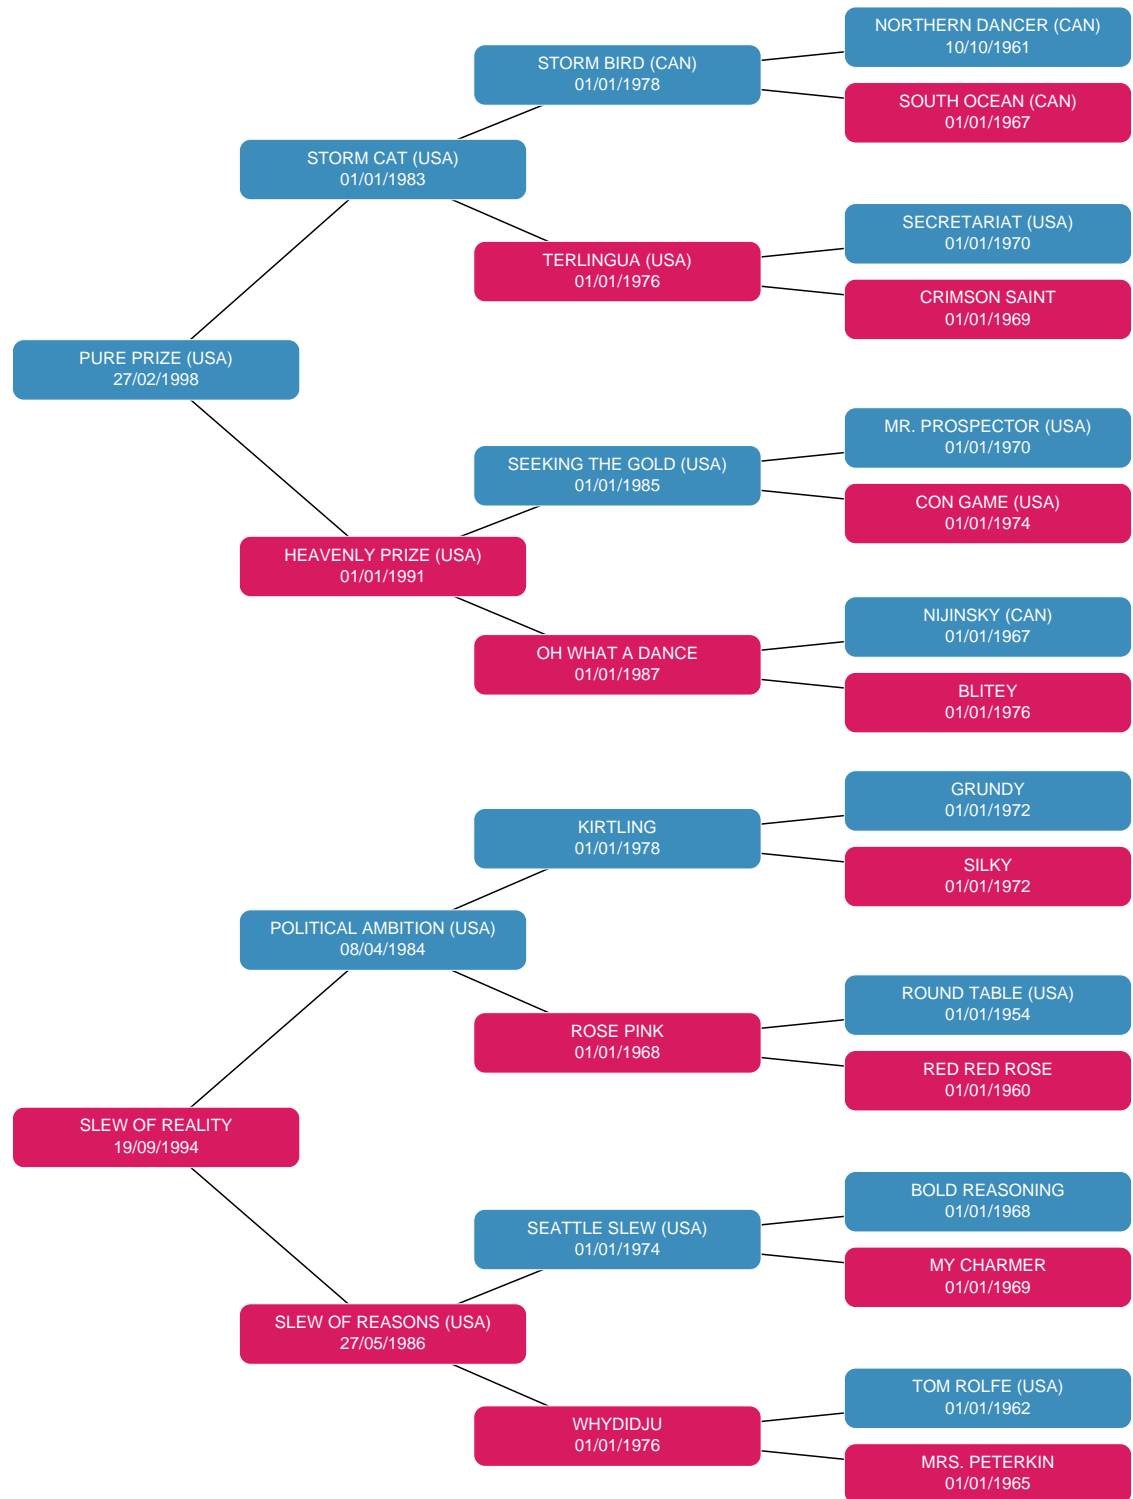 NORTHERN DANCER (CAN)
10/10/1961
STORM BIRD (CAN)
01/01/1978
SOUTH OCEAN (CAN)
01/01/1967
STORM CAT (USA)
01/01/1983
SECRETARIAT (USA)
01/01/1970
TERLINGUA (USA)
01/01/1976
CRIMSON SAINT
01/01/1969
PURE PRIZE (USA)
27/02/1998
MR. PROSPECTOR (USA)
01/01/1970
SEEKING THE GOLD (USA)
01/01/1985
CON GAME (USA)
01/01/1974
HEAVENLY PRIZE (USA)
01/01/1991
NIJINSKY (CAN)
01/01/1967
OH WHAT A DANCE
01/01/1987
BLITEY
01/01/1976
GRUNDY
01/01/1972
KIRTLING
01/01/1978
SILKY
01/01/1972
POLITICAL AMBITION (USA)
08/04/1984
ROUND TABLE (USA)
01/01/1954
ROSE PINK
01/01/1968
RED RED ROSE
01/01/1960
SLEW OF REALITY
19/09/1994
BOLD REASONING
01/01/1968
SEATTLE SLEW (USA)
01/01/1974
MY CHARMER
01/01/1969
SLEW OF REASONS (USA)
27/05/1986
TOM ROLFE (USA)
01/01/1962
WHYDIDJU
01/01/1976
MRS. PETERKIN
01/01/1965